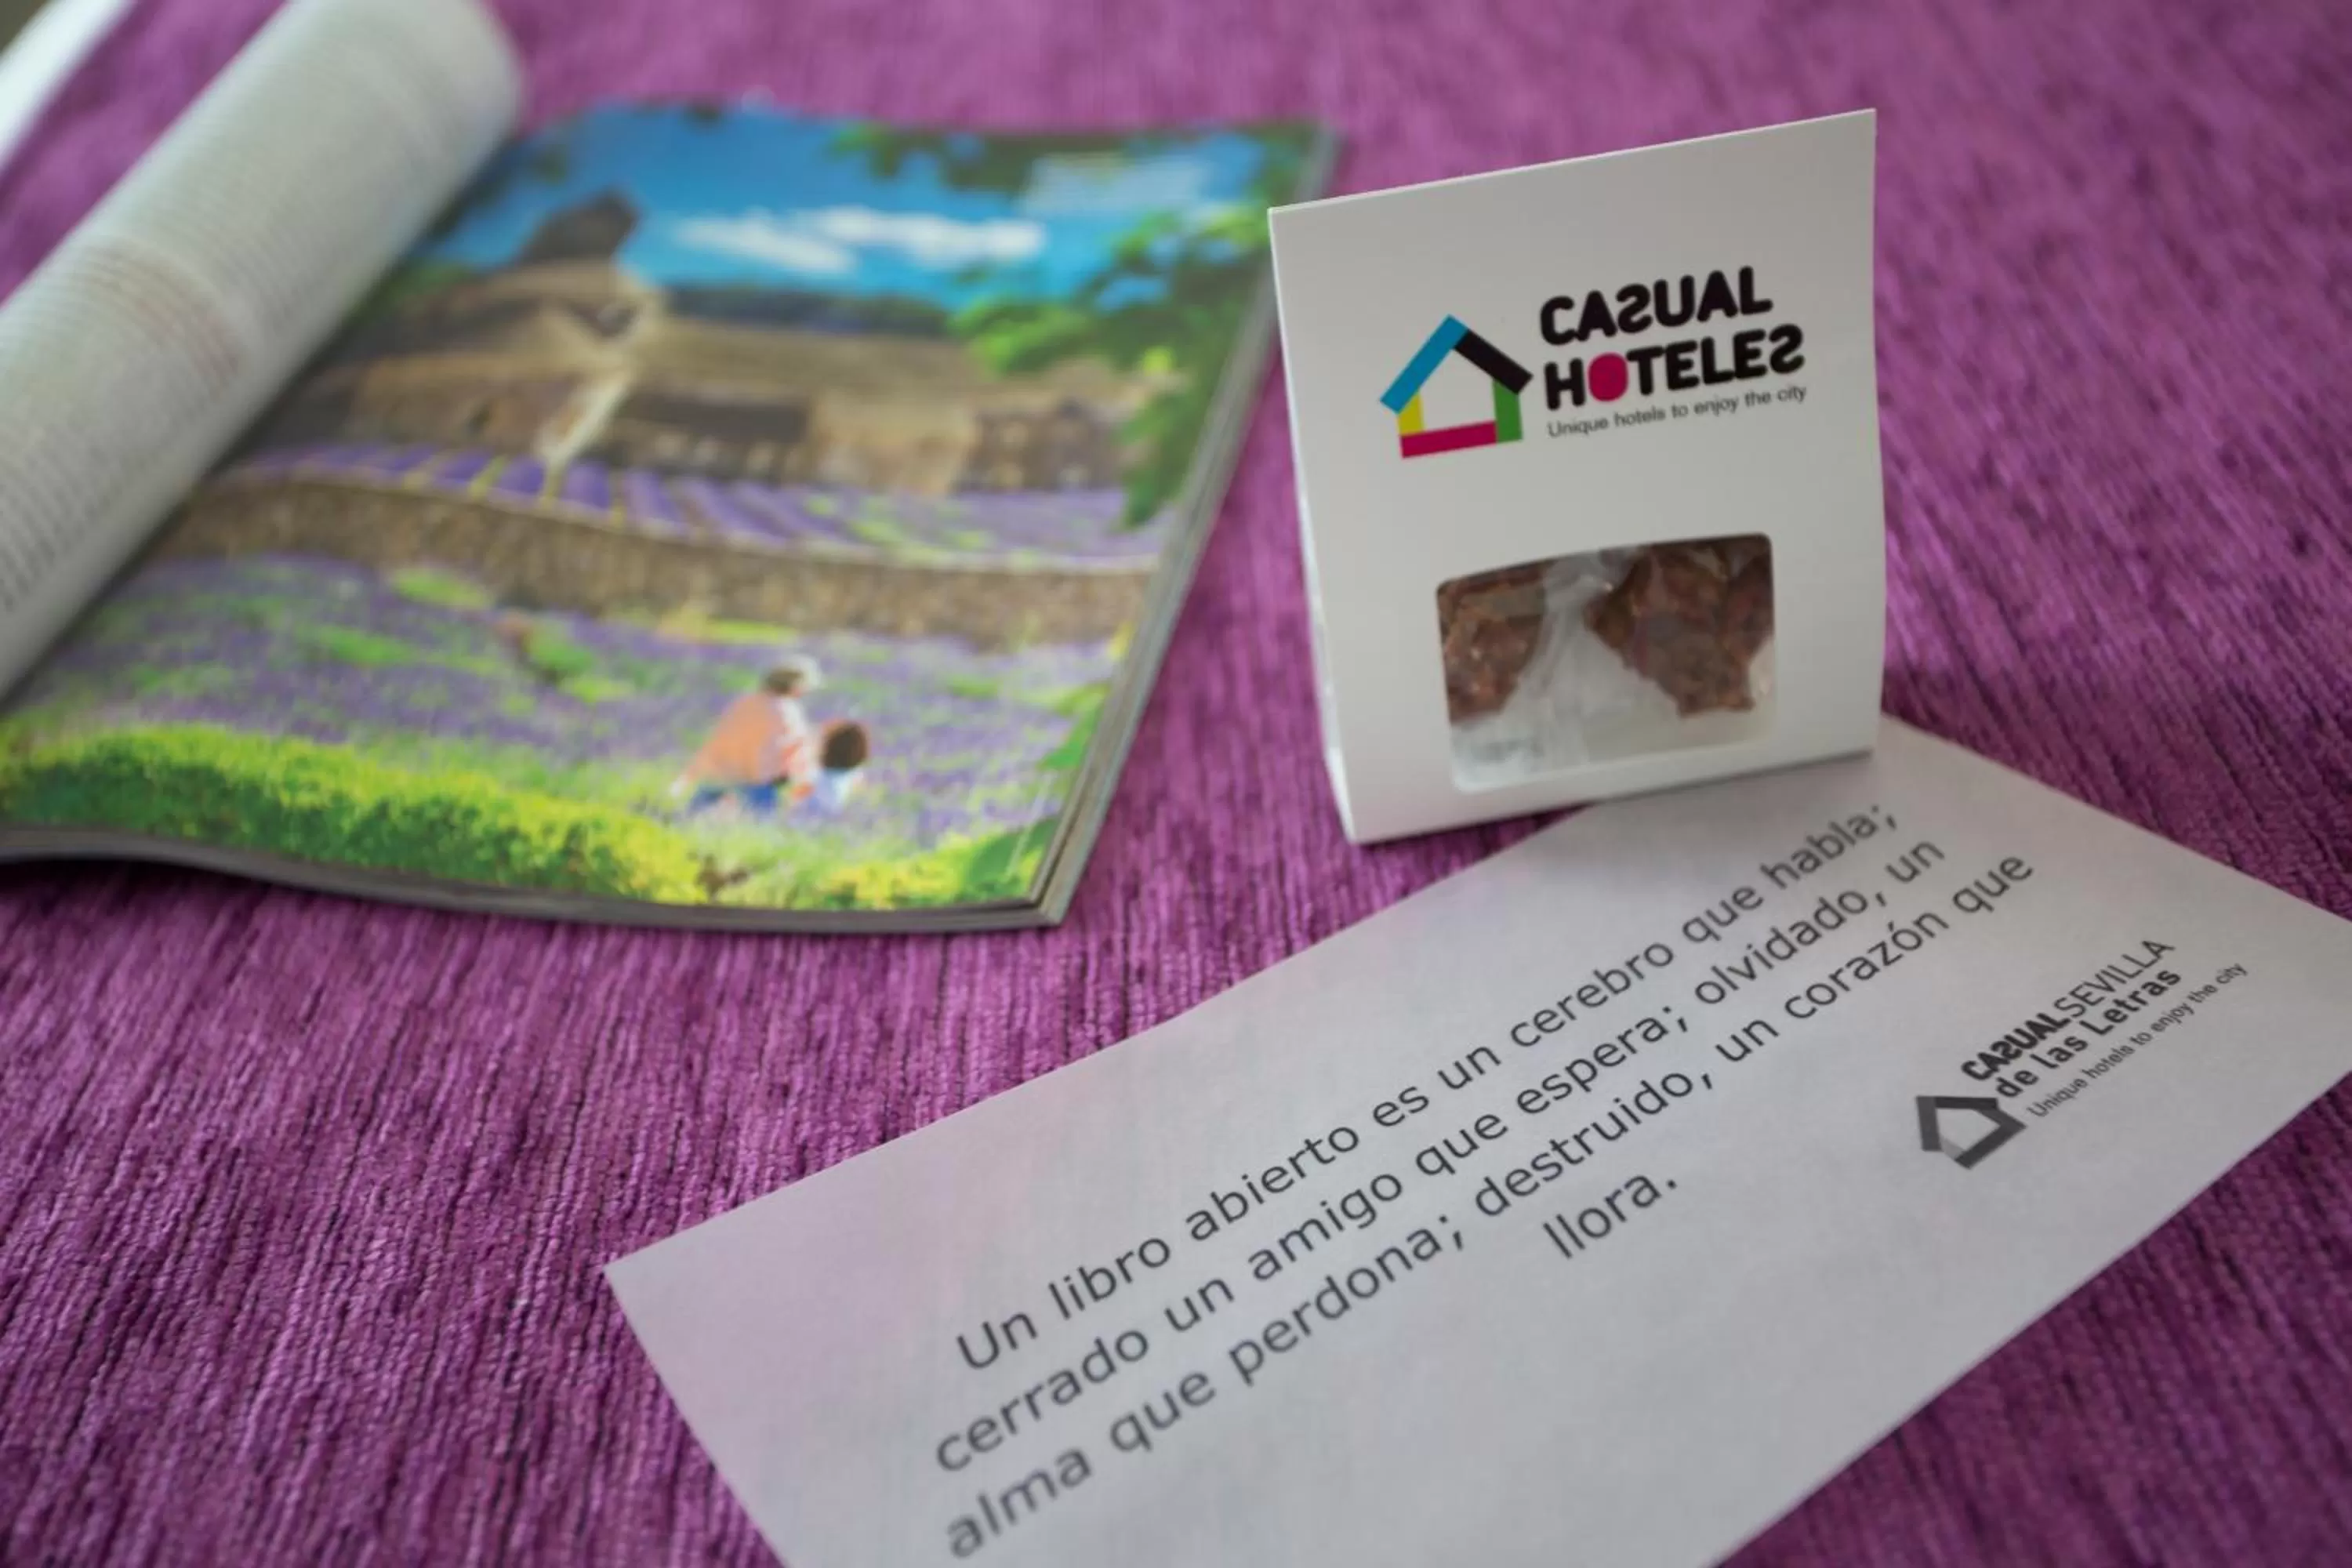 CASUAL
HOTELES
Unique hotels to enjoy the city
Un libro abierto es un cerebro que habla;
cerrado un amigo que espera; olvidado, un
alma que perdona; destruido, un corazón que
llora.
CASUALSEVILLA
de las Letras
Unique hotels to enjoy the city